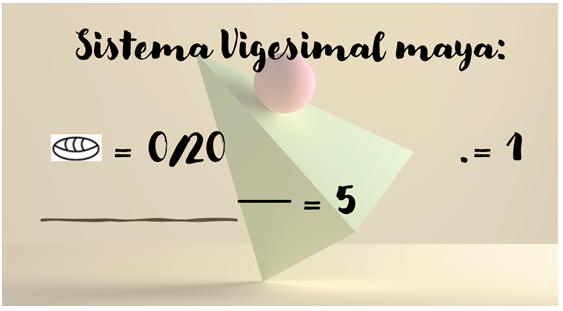 Sistema Vigesimal maya:
= 0/20
.= 1
= 5